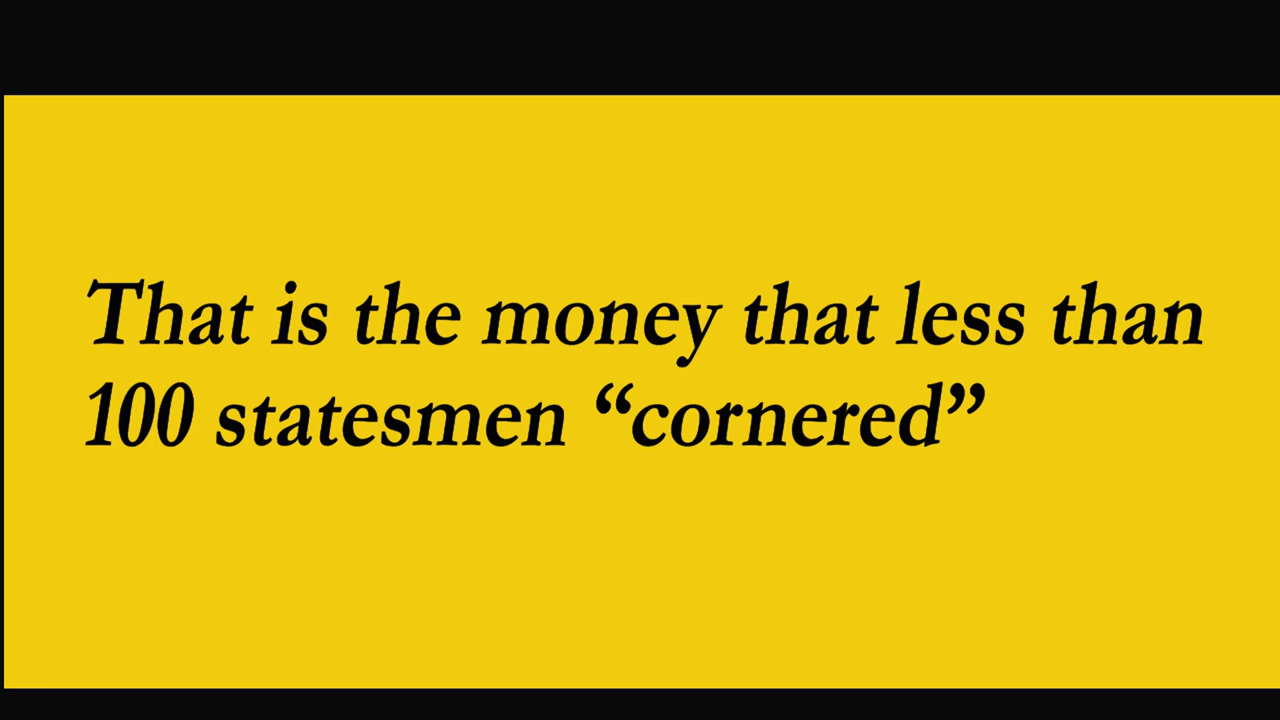 That is the money that less than
100 statesmen “cornered”